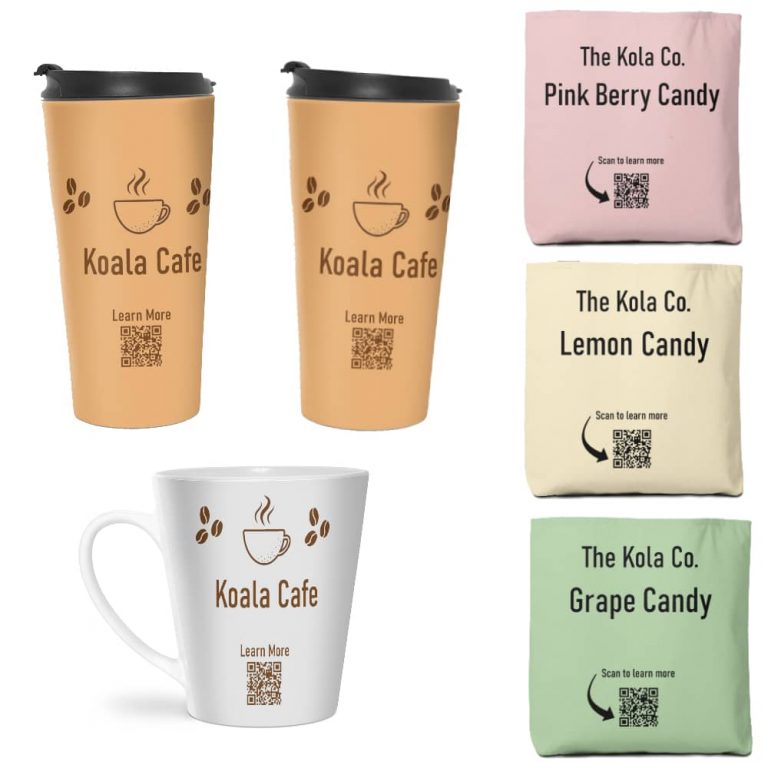 Koala Cafe
Learn More
Koala Cafe
Learn More
Koala Cafe
Learn More
The Kola Co.
Pink Berry Candy
Scan to learn more
The Kola Co.
Lemon Candy
Scan to learn more
The Kola Co.
Grape Candy
Scan to learn more